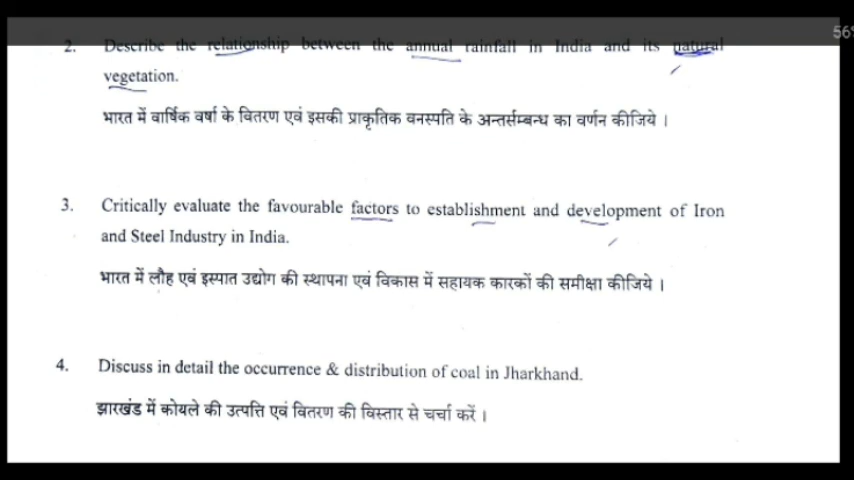 56%
2. Describe the relationship between the annual rainfall in India and its natural
vegetation.
भारत में वार्षिक वर्षा के वितरण एवं इसकी प्राकृतिक वनस्पति के अन्तर्सम्बन्ध का वर्णन कीजिये ।
3. Critically evaluate the favourable factors to establishment and development of Iron
and Steel Industry in India.
भारत में लौह एवं इस्पात उद्योग की स्थापना एवं विकास में सहायक कारकों की समीक्षा कीजिये ।
4. Discuss in detail the occurrence & distribution of coal in Jharkhand.
झारखंड में कोयले की उत्पत्ति एवं वितरण की विस्तार से चर्चा करें ।